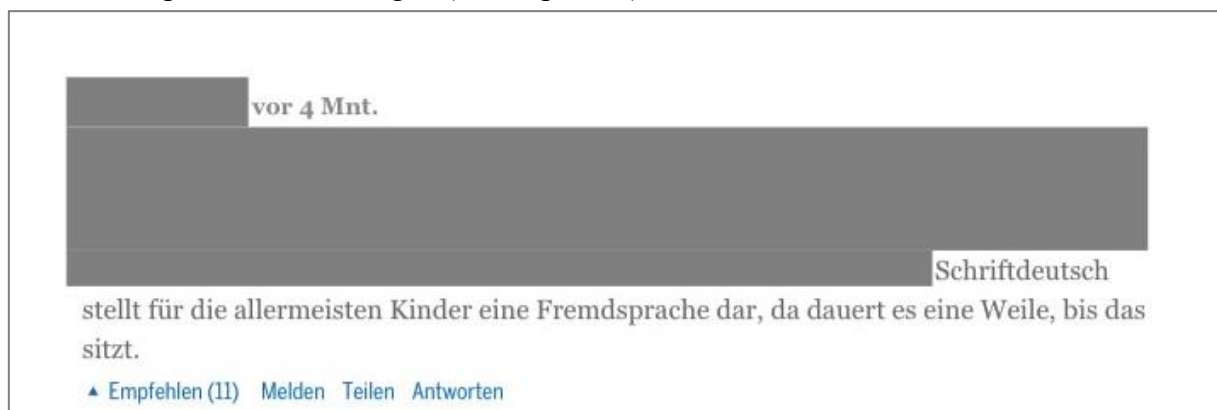 vor 4 Mnt.
Schriftdeutsch
stellt für die allermeisten Kinder eine Fremdsprache dar, da dauert es eine Weile, bis das
sitzt.
▲ Empfehlen (11) Melden Teilen Antworten